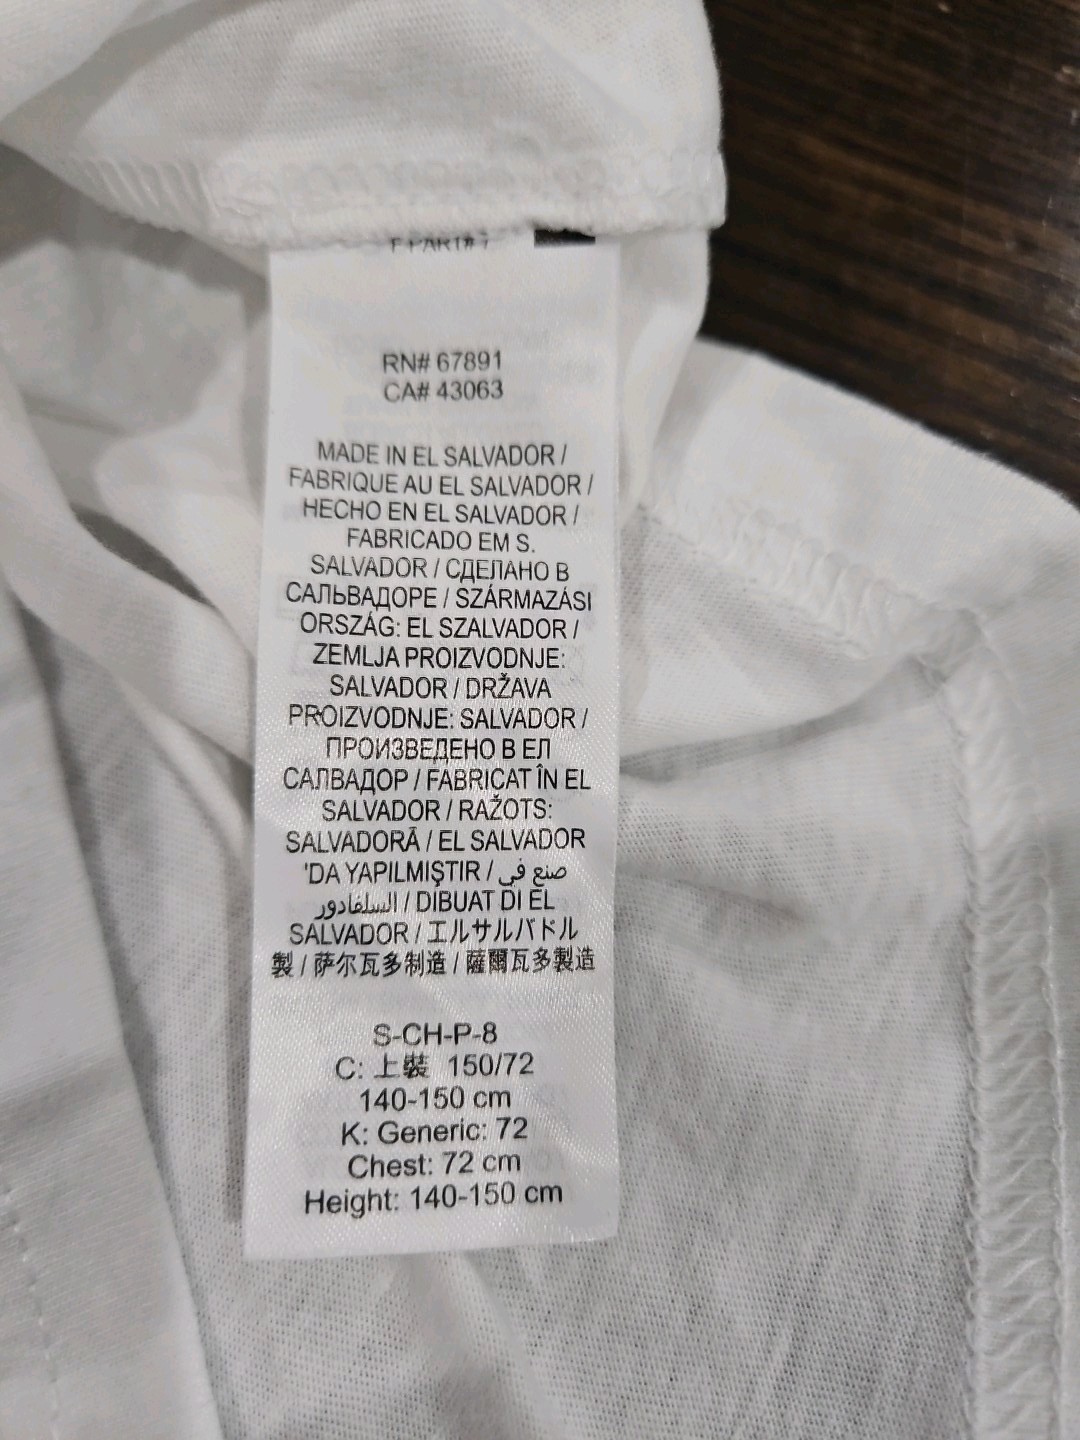 RN# 67891
CA# 43063
MADE IN EL SALVADOR /
FABRIQUE AU EL SALVADOR /
HECHO EN EL SALVADOR /
FABRICADO EM S.
SALVADOR / СДЕЛАНО В
САЛЬВАДОРЕ / SZÁRMAZÁSI
ORSZÁG: EL SZALVADOR /
ZEMLJA PROIZVODNJE:
SALVADOR / DRŽAVA
PROIZVODNJE: SALVADOR /
ПРОИЗВЕДЕНО В ЕЛ
САЛВАДОР / FABRICAT ÎN EL
SALVADOR / RAŽOTS:
SALVADORĀ / EL SALVADOR
'DA YAPILMIŞTIR / صنع في
السلفادور / DIBUAT DI EL
SALVADOR / エルサルバドル
製 / 萨尔瓦多制造 / 薩爾瓦多製造
S-CH-P-8
C: 上裝 150/72
140-150 cm
K: Generic: 72
Chest: 72 cm
Height: 140-150 cm